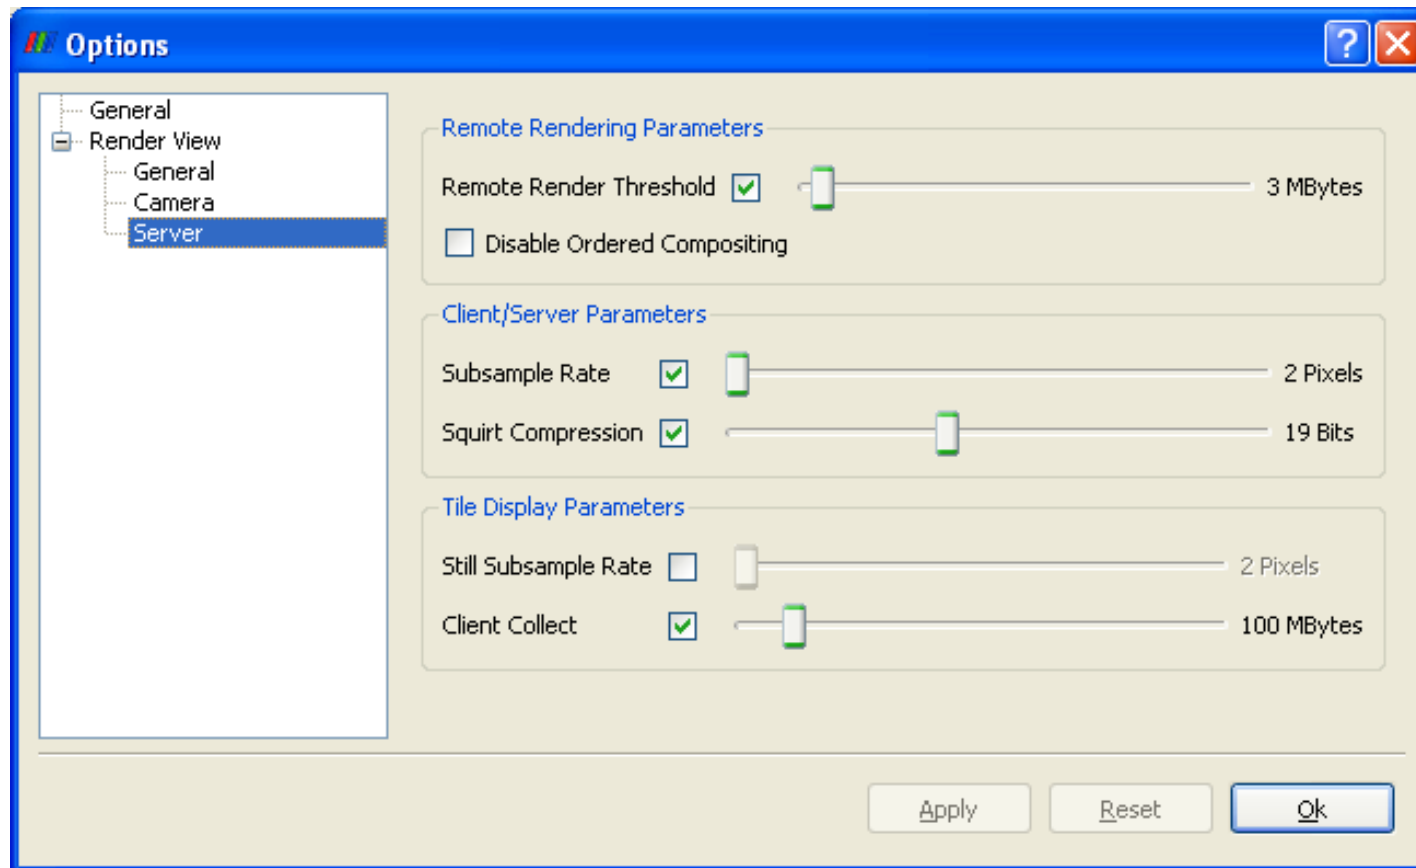 Options
General
Render View
General
Camera
Server
Remote Rendering Parameters
Remote Render Threshold 3 MBytes
Disable Ordered Compositing
Client/Server Parameters
Subsample Rate 2 Pixels
Squirt Compression 19 Bits
Tile Display Parameters
Still Subsample Rate 2 Pixels
Client Collect 100 MBytes
Apply Reset Ok